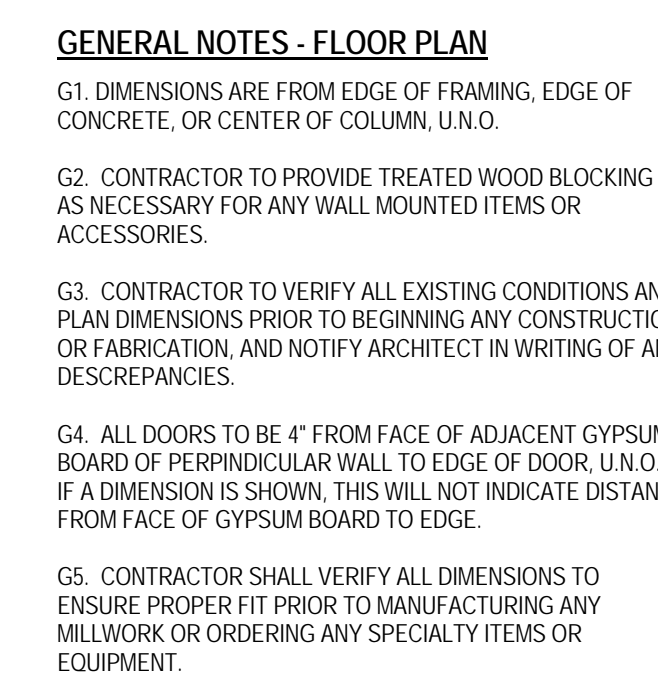 GENERAL NOTES - FLOOR PLAN
G1. DIMENSIONS ARE FROM EDGE OF FRAMING, EDGE OF
CONCRETE, OR CENTER OF COLUMN, U.N.O.
G2. CONTRACTOR TO PROVIDE TREATED WOOD BLOCKING
AS NECESSARY FOR ANY WALL MOUNTED ITEMS OR
ACCESSORIES.
G3. CONTRACTOR TO VERIFY ALL EXISTING CONDITIONS
PLAN DIMENSIONS PRIOR TO BEGINNING ANY
OR FABRICATION, AND NOTIFY ARCHITECT IN WRITING OF
DESCREPANCIES.
G4. ALL DOORS TO BE 4" FROM FACE OF ADJACENT GYPSUM
BOARD OF PERPINDICULAR WALL TO EDGE OF DOOR, U.N.O.
IF A DIMENSION IS SHOWN, THIS WILL NOT INDICATE
FROM FACE OF GYPSUM BOARD TO EDGE.
G5. CONTRACTOR SHALL VERIFY ALL DIMENSIONS TO
ENSURE PROPER FIT PRIOR TO MANUFACTURING ANY
MILLWORK OR ORDERING ANY SPECIALTY ITEMS OR
EQUIPMENT.